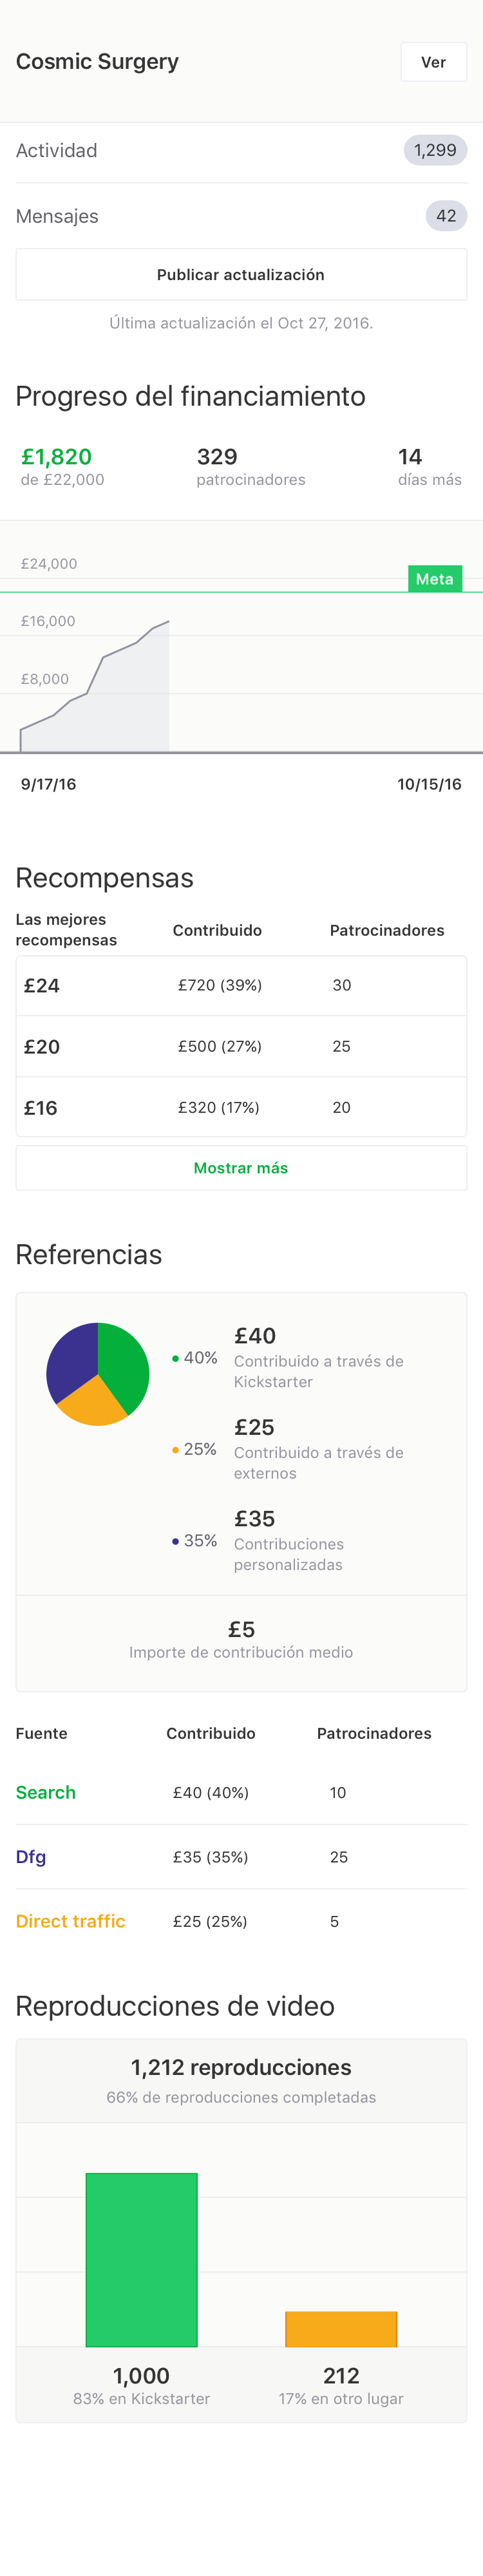 Cosmic Surgery
Ver
Actividad
1,299
Mensajes
42
Publicar actualización
Última actualización el Oct 27, 2016.
Progreso del financiamiento
£1,820
329
14
de £22,000
patrocinadores
días más
£24,000
Meta
£16,000
£8,000
9/17/16
10/15/16
Recompensas
Las mejores
recompensas
Contribuido
Patrocinadores
£24
£720 (39%)
30
£20
£500 (27%)
25
£16
£320 (17%)
20
Mostrar más
Referencias
40%
£40
Contribuido a través de
Kickstarter
25%
£25
Contribuido a través de
externos
35%
£35
Contribuciones
personalizadas
£5
Importe de contribución medio
Fuente
Contribuido
Patrocinadores
Search
£40 (40%)
10
Dfg
£35 (35%)
25
Direct traffic
£25 (25%)
5
Reproducciones de video
1,212 reproducciones
66% de reproducciones completadas
1,000
212
83% en Kickstarter
17% en otro lugar